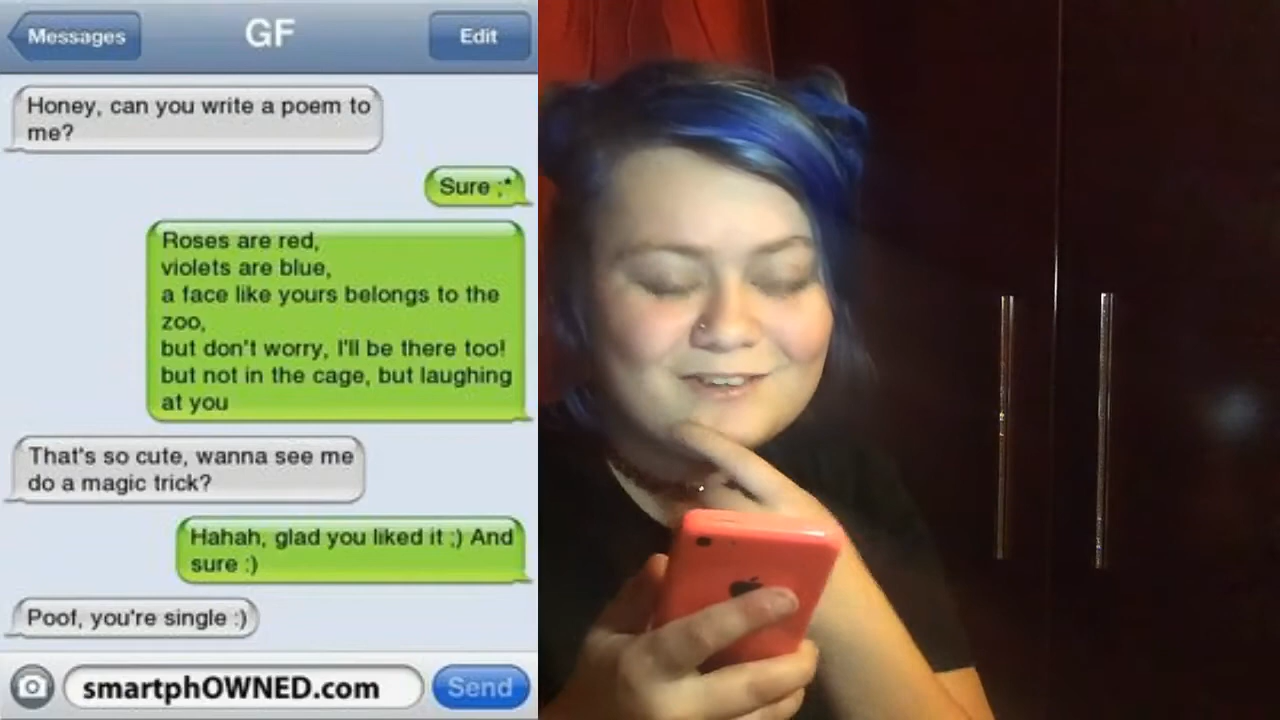 Messages
GF
Edit
Honey, can you write a poem to
me?
Sure ;*
Roses are red,
violets are blue,
a face like yours belongs to the
zoo,
but don't worry, I'll be there too!
but not in the cage, but laughing
at you
That's so cute, wanna see me
do a magic trick?
Hahah, glad you liked it ;) And
sure :)
Poof, you're single :)
smartphOWNED.com
Send